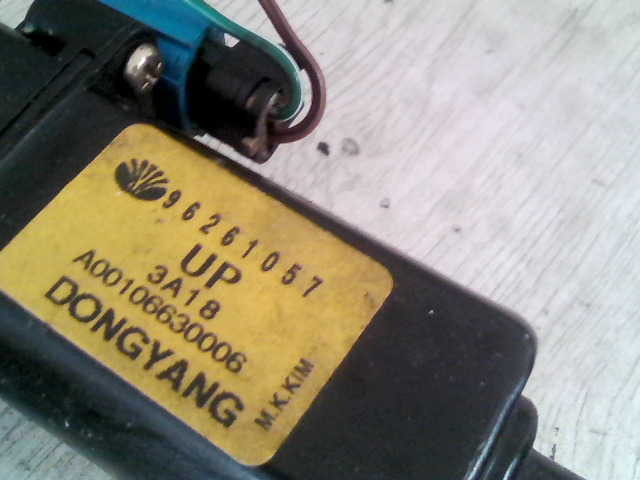 96261057
UP
3A18
A00106630006
DONGYANG
M.K.KIM